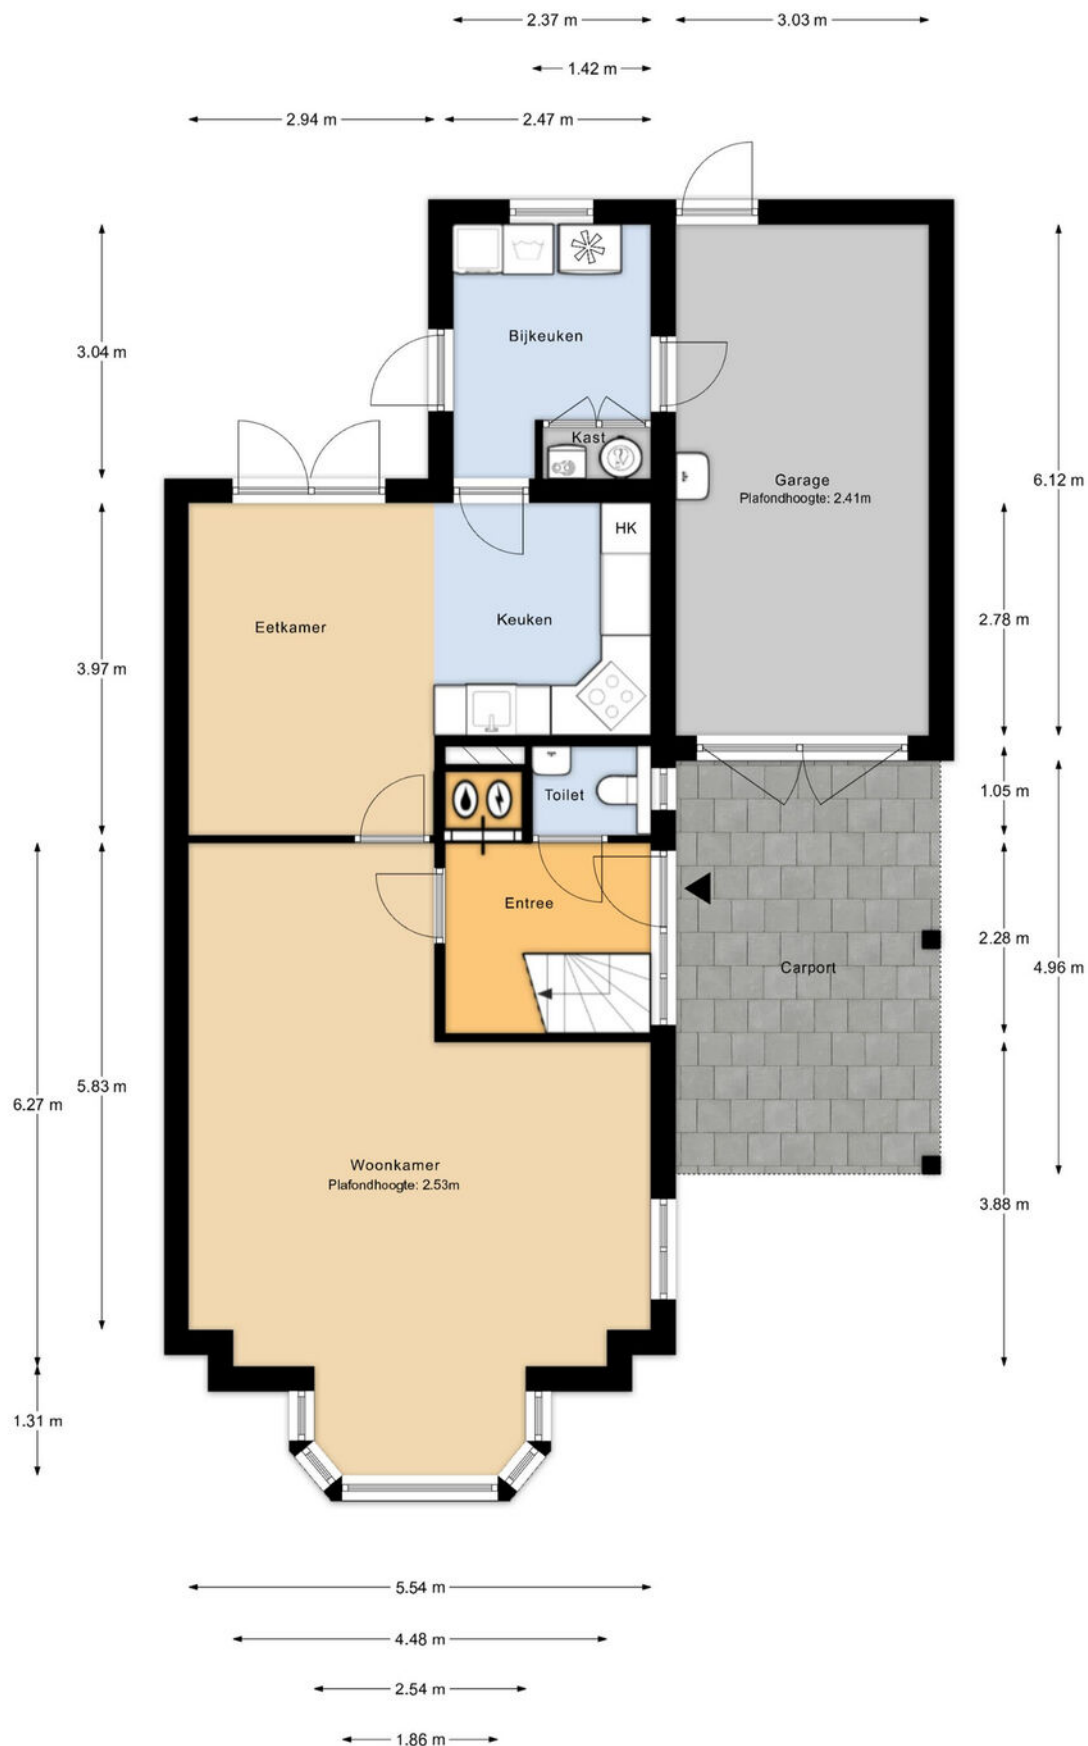 2.37 m
3.03 m
1.42 m
2.94 m
2.47 m
3.04 m
Bijkeuken
Kast
Garage
Plafondhoogte: 2.41m
6.12 m
HK
Eetkamer
Keuken
2.78 m
3.97 m
Toilet
1.05 m
Entree
2.28 m
Carport
4.96 m
5.83 m
6.27 m
Woonkamer
Plafondhoogte: 2.53m
3.88 m
1.31 m
5.54 m
4.48 m
2.54 m
1.86 m